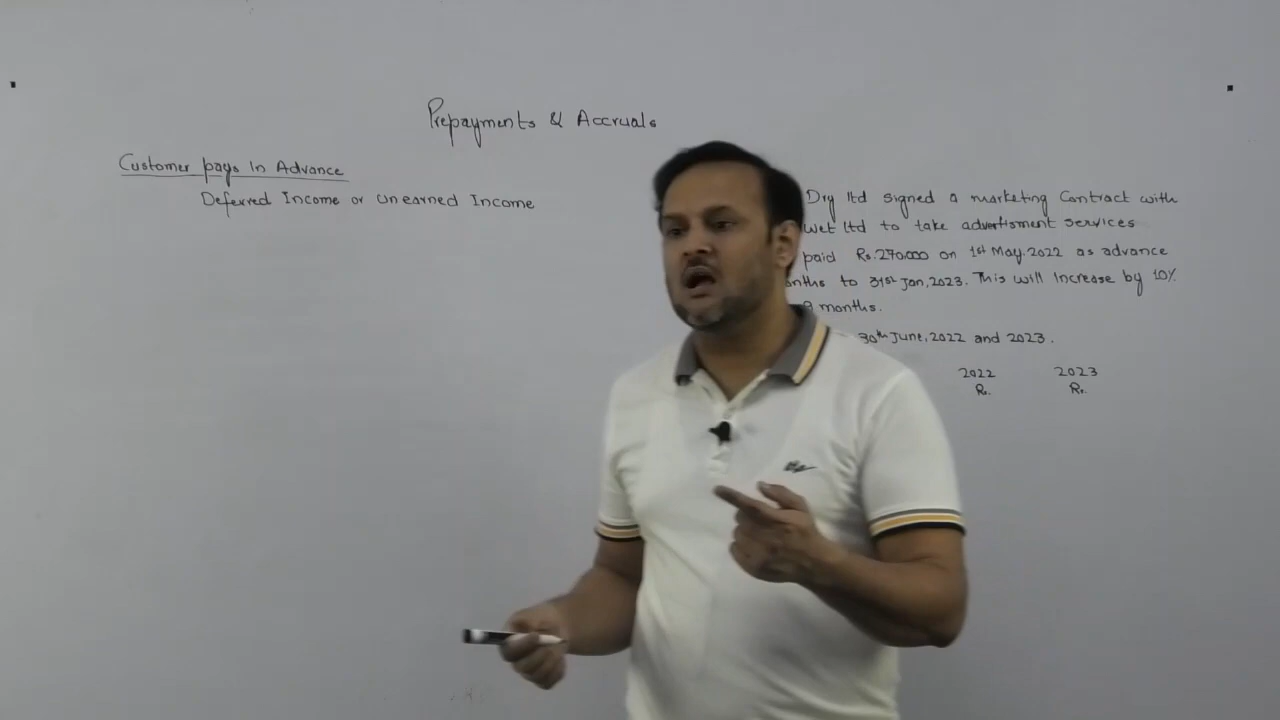 Prepayments & Accruals
Customer pays In Advance
Deferred Income or unearned Income
Dry ltd signed a marketing Contract with
Wet ltd to take advertisment services
paid Rs.270.000 on 1st May.2022 as advance
onths to 31st Jan,2023. This will Increase by 10%
9 months.
30th June,2022 and 2023.
2022 2023
Rs. Rs.